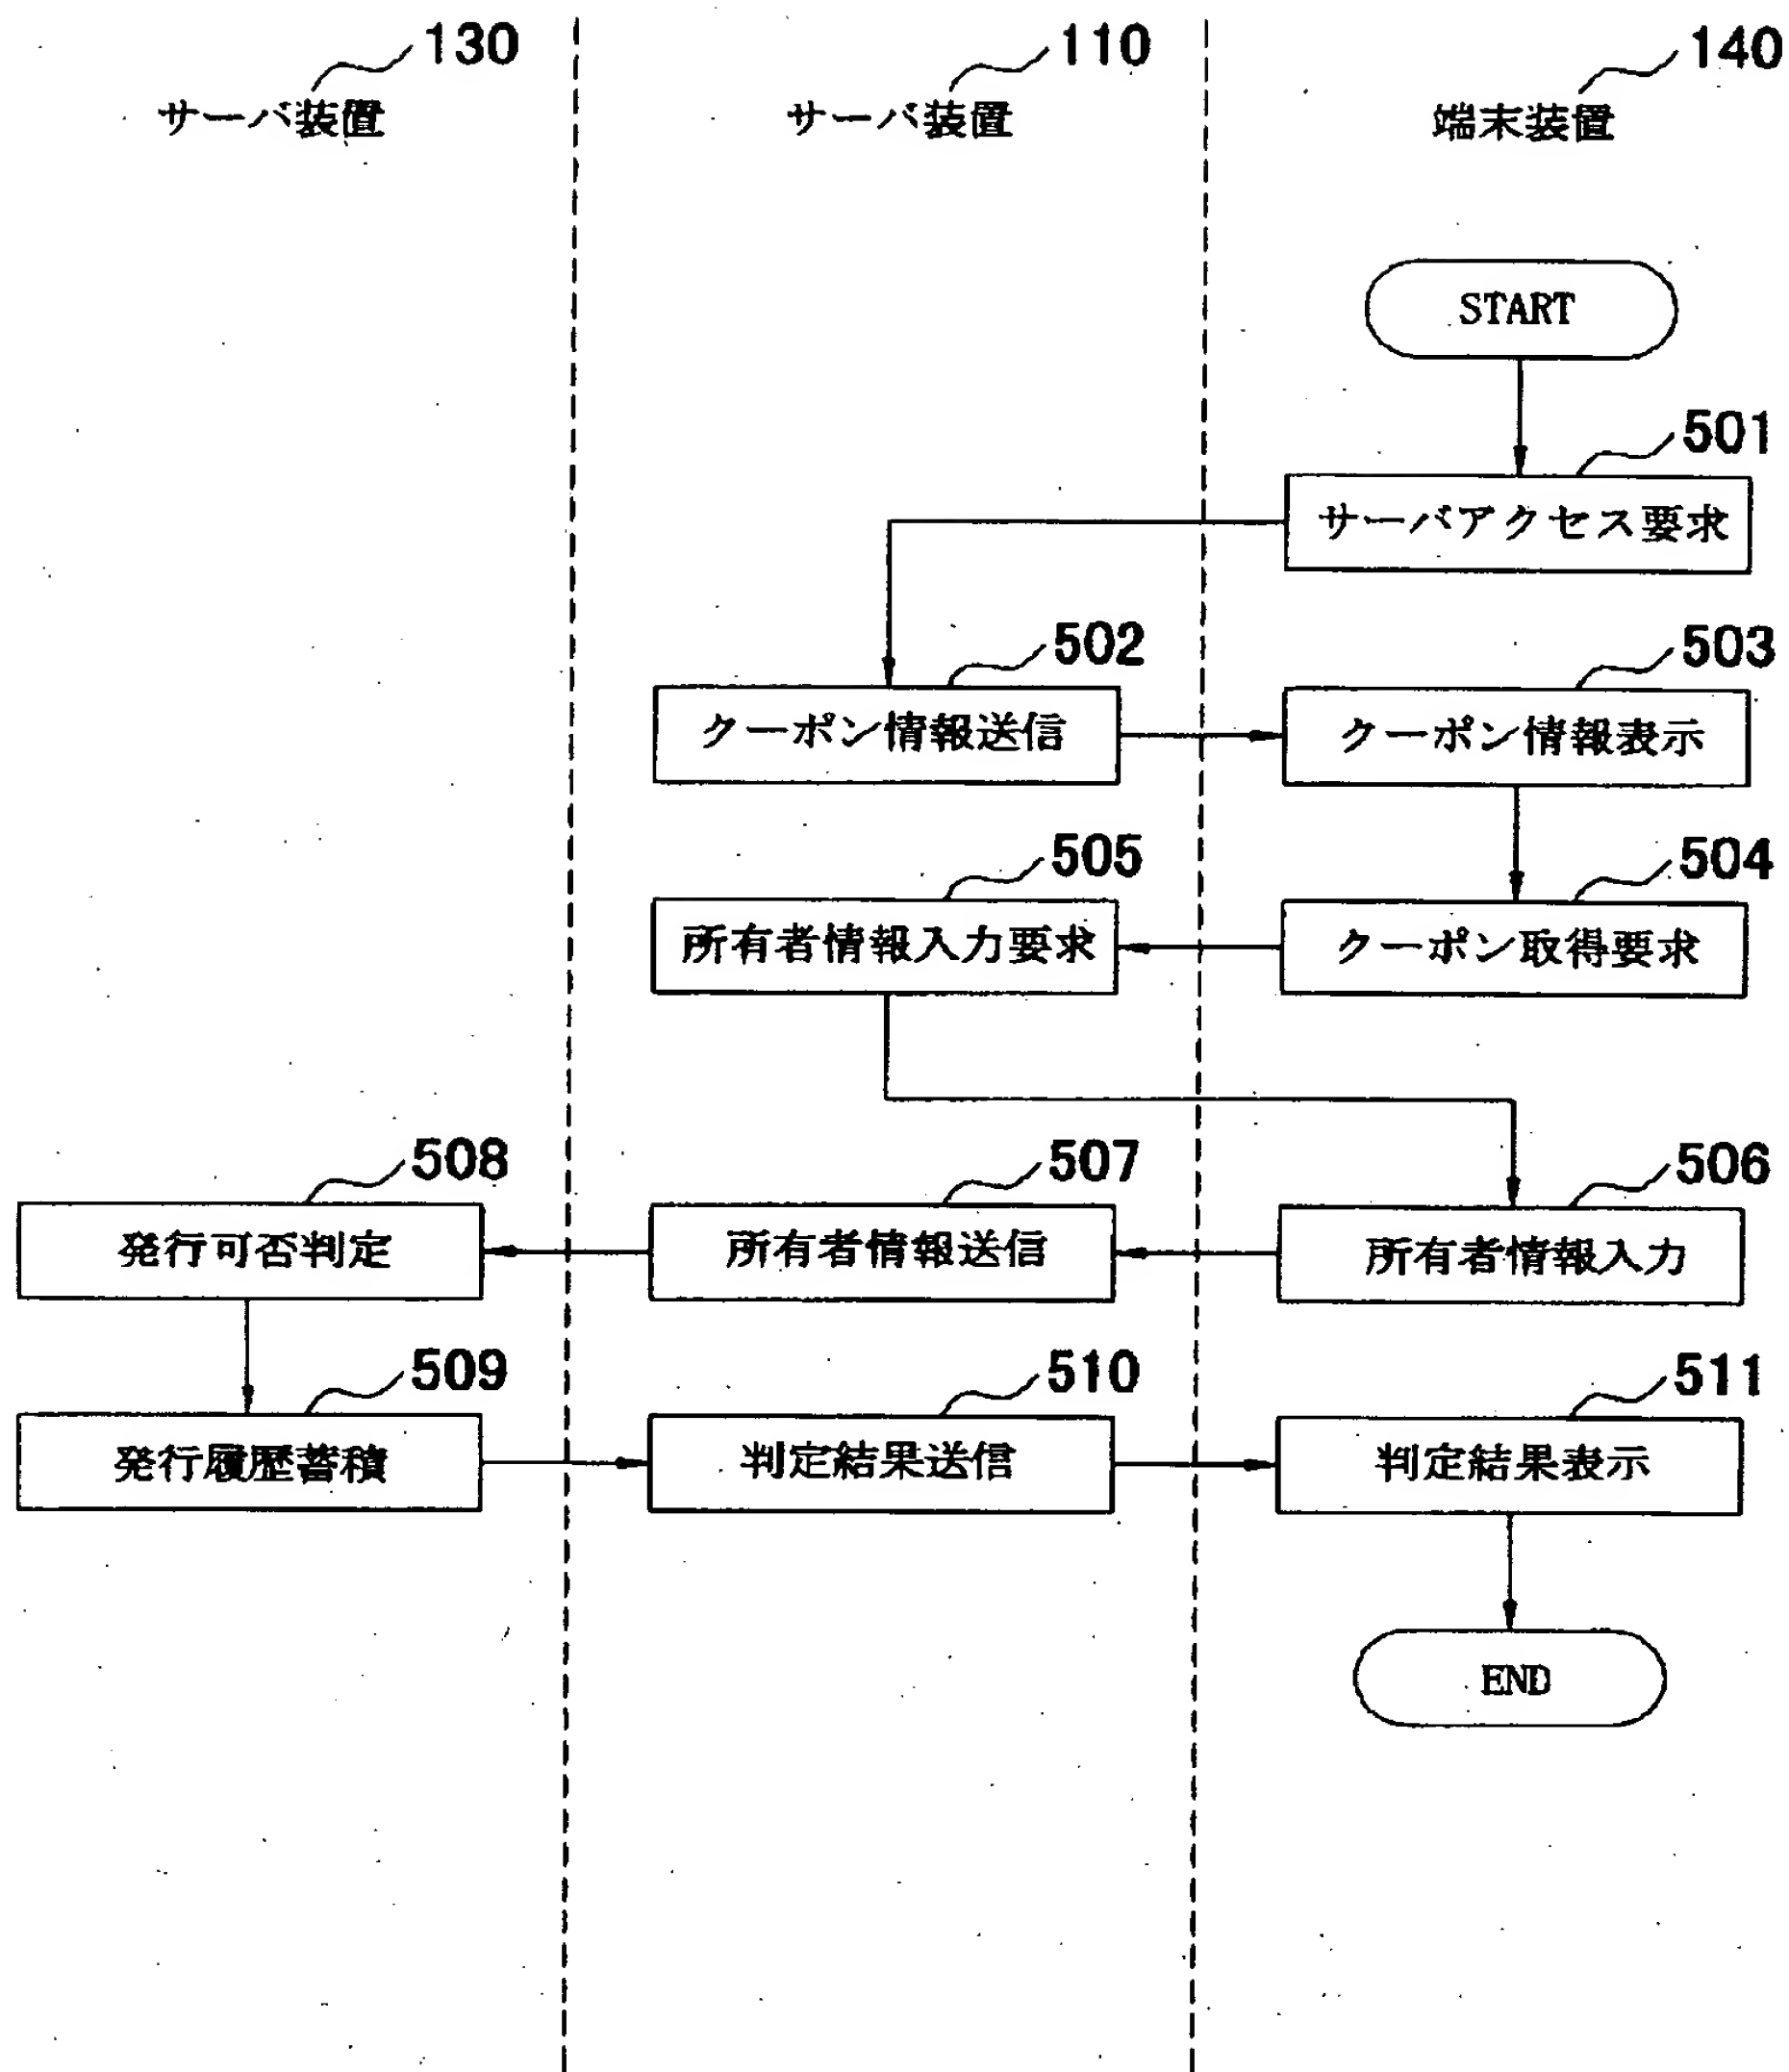 130
サーバ装置
110
サーバ装置
140
端末装置
START
501
サーバアクセス要求
502
クーポン情報送信
503
クーポン情報表示
505
所有者情報入力要求
504
クーポン取得要求
508
発行可否判定
507
所有者情報送信
506
所有者情報入力
509
発行履歴蓄積
510
判定結果送信
511
判定結果表示
END